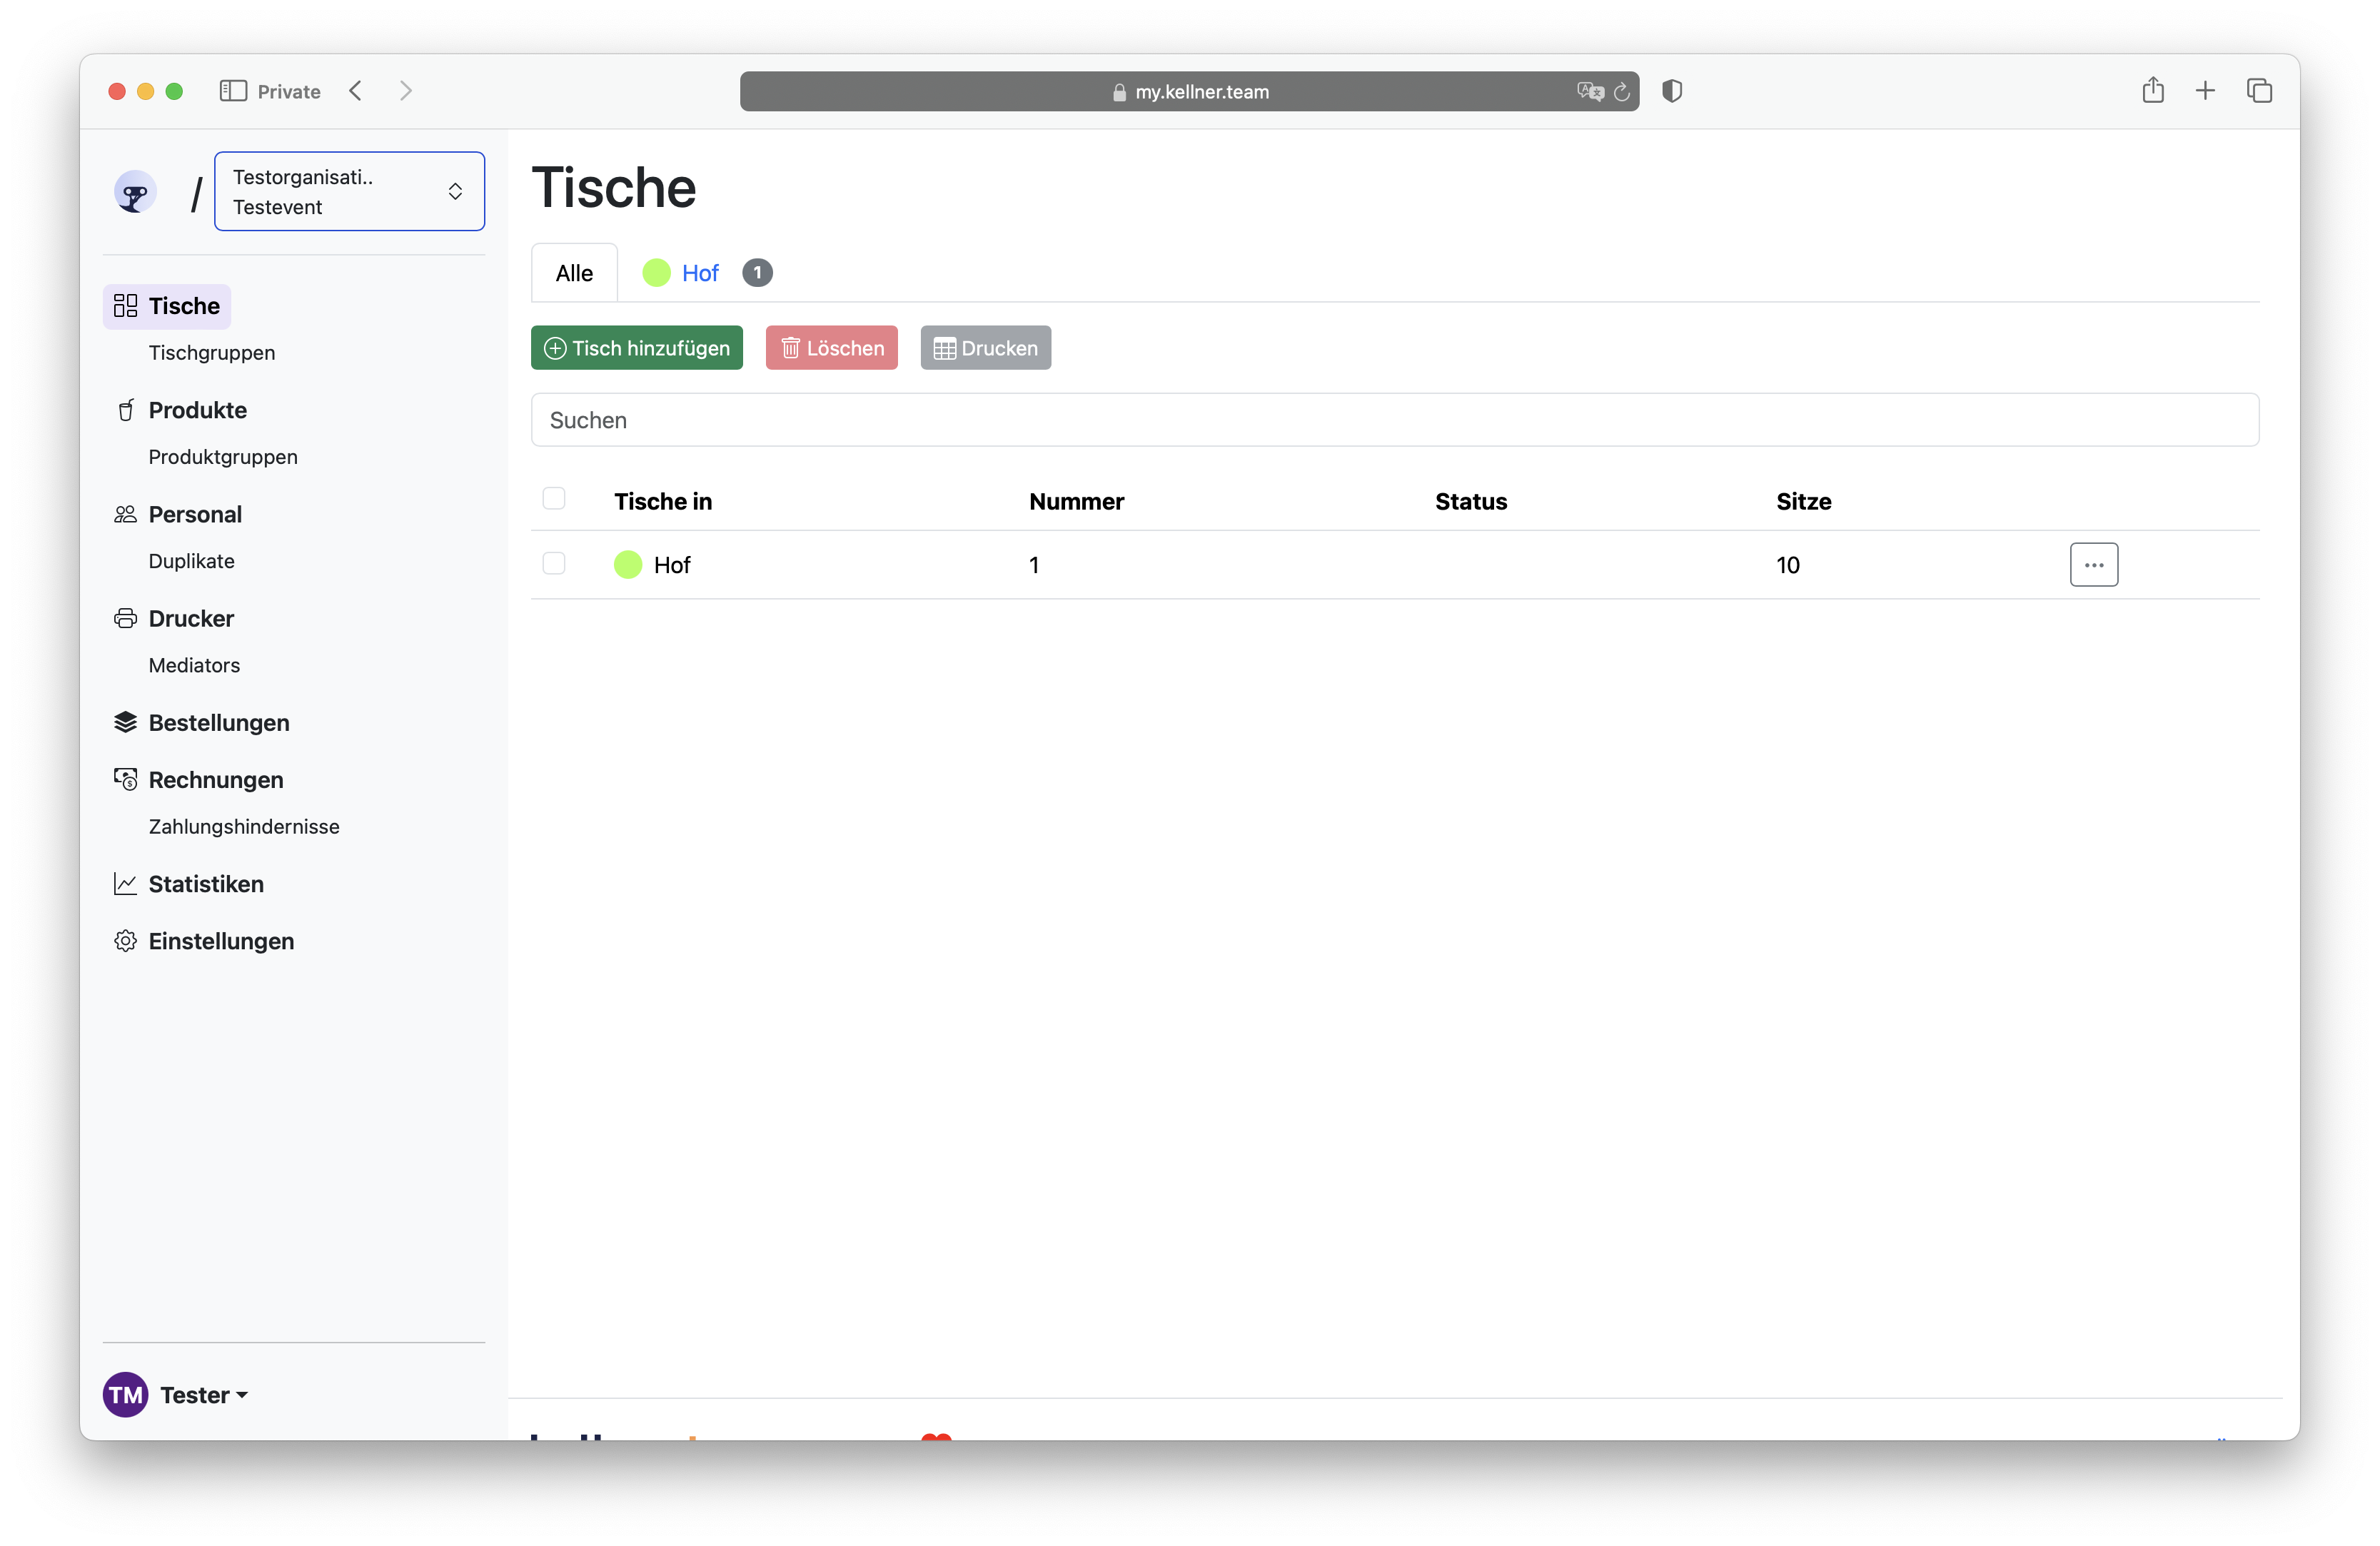 Private
my.kellner.team
/
Testorganisati..
Testevent
Tische
Tischgruppen
Produkte
Produktgruppen
Personal
Duplikate
Drucker
Mediators
Bestellungen
Rechnungen
Zahlungshindernisse
Statistiken
Einstellungen
TM Tester
Tische
Alle Hof 1
Tisch hinzufügen Löschen Drucken
Suchen
Tische in Nummer Status Sitze
Hof 1 10 ...